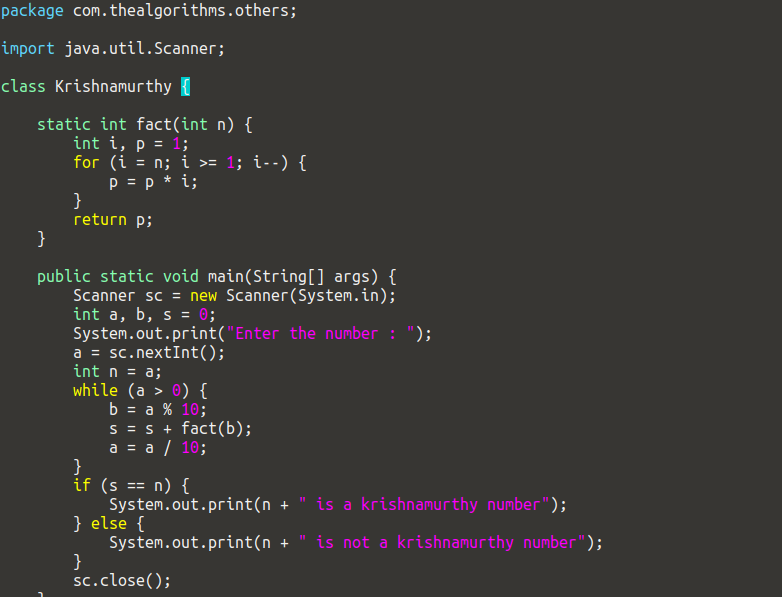 package com.thealgorithms.others;
import java.util.Scanner;
class Krishnamurthy {
static int fact(int n) {
int i, p = 1;
for (i = n; i >= 1; i--) {
p = p * i;
}
return p;
}
public static void main(String[] args) {
Scanner sc = new Scanner(System.in);
int a, b, s = 0;
System.out.print("Enter the number : ");
a = sc.nextInt();
int n = a;
while (a > 0) {
b = a % 10;
s = s + fact(b);
a = a / 10;
}
if (s == n) {
System.out.print(n + " is a krishnamurthy number");
} else {
System.out.print(n + " is not a krishnamurthy number");
}
sc.close();
}